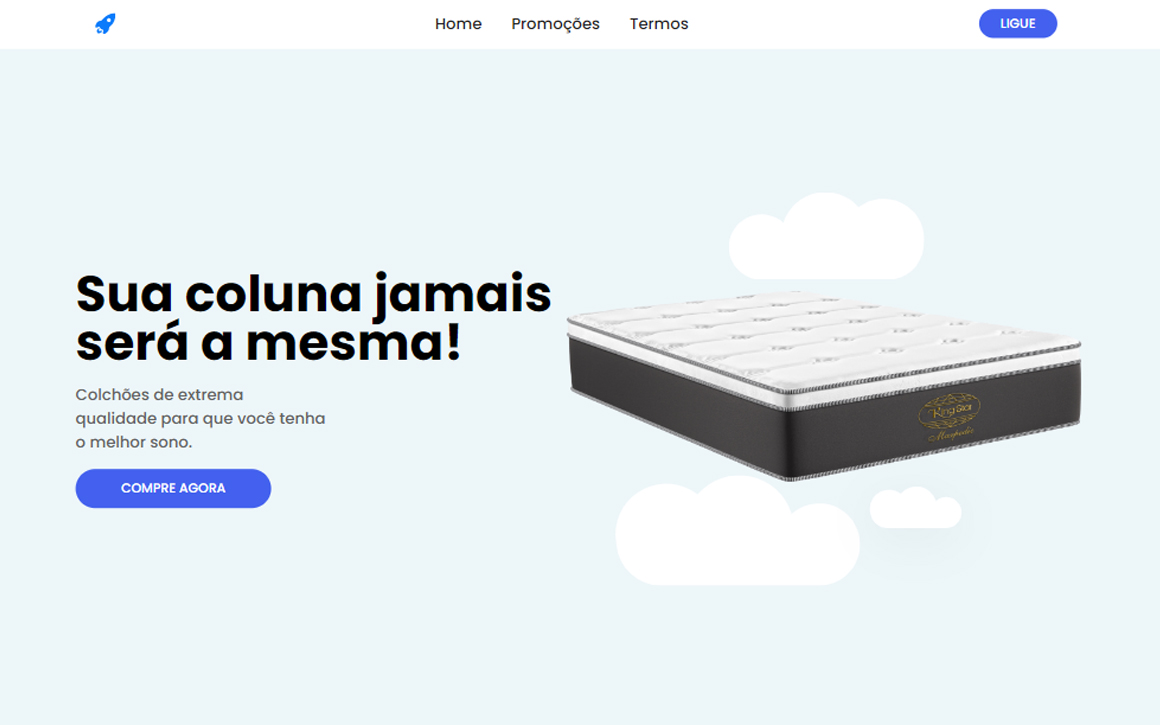 Home Promoções Termos LIGUE
Sua coluna jamais
será a mesma!
Colchões de extrema
qualidade para que você tenha
o melhor sono.
COMPRE AGORA
King Star